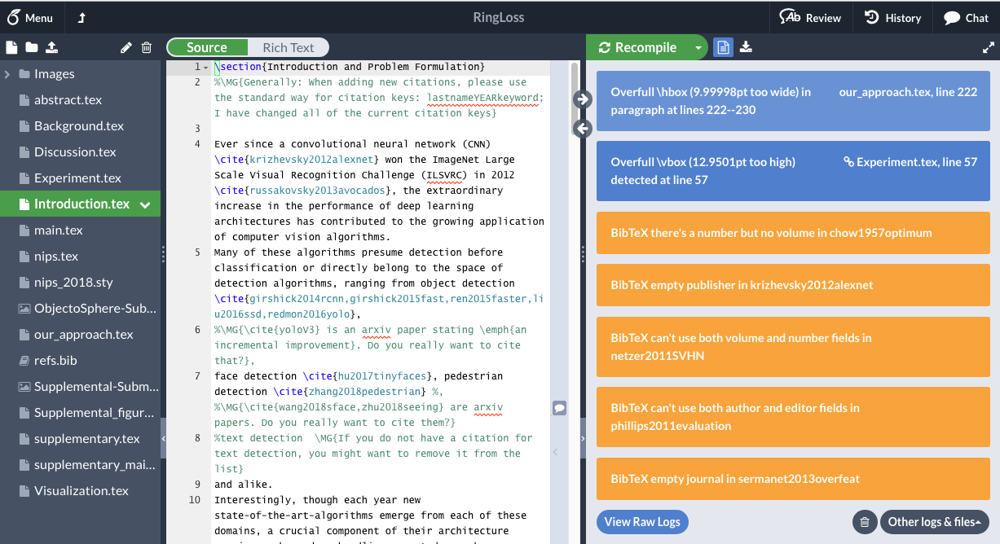 Menu
RingLoss
Review
History
Chat
Source
Rich Text
Recompile
Images
abstract.tex
Background.tex
Discussion.tex
Experiment.tex
Introduction.tex
main.tex
nips.tex
nips_2018.sty
ObjectoSphere-Sub...
our_approach.tex
refs.bib
Supplemental-Subm...
Supplemental_figur...
supplementary.tex
supplementary_mai...
Visualization.tex
1
\section{Introduction and Problem Formulation}
2
%\MG{Generally: When adding new citations, please use
the standard way for citation keys: lastnameYEARkeyword;
I have changed all of the current citation keys}
3
4
Ever since a convolutional neural network (CNN)
\cite{krizhevsky2012alexnet} won the ImageNet Large
Scale Visual Recognition Challenge (ILSVRC) in 2012
\cite{russakovsky2013avocados}, the extraordinary
increase in the performance of deep learning
architectures has contributed to the growing application
of computer vision algorithms.
5
Many of these algorithms presume detection before
classification or directly belong to the space of
detection algorithms, ranging from object detection
\cite{girshick2014rcnn,girshick2015fast,ren2015faster,li
u2016ssd,redmon2016yolo},
6
%\MG{\cite{yoloV3} is an arxiv paper stating \emph{an
incremental improvement}. Do you really want to cite
that?},
7
face detection \cite{hu2017tinyfaces}, pedestrian
detection \cite{zhang2018pedestrian} %,
%\MG{\cite{wang2018sface,zhu2018seeing} are arxiv
papers. Do you really want to cite them?}
8
%text detection  \MG{If you do not have a citation for
text detection, you might want to remove it from the
list}
9
and alike.
10
Interestingly, though each year new
state-of-the-art-algorithms emerge from each of these
domains, a crucial component of their architecture
Overfull \hbox (9.99998pt too wide) in
paragraph at lines 222--230
our_approach.tex, line 222
Overfull \vbox (12.9501pt too high)
detected at line 57
Experiment.tex, line 57
BibTeX there's a number but no volume in chow1957optimum
BibTeX empty publisher in krizhevsky2012alexnet
BibTeX can't use both volume and number fields in
netzer2011SVHN
BibTeX can't use both author and editor fields in
phillips2011evaluation
BibTeX empty journal in sermanet2013overfeat
View Raw Logs
Other logs & files